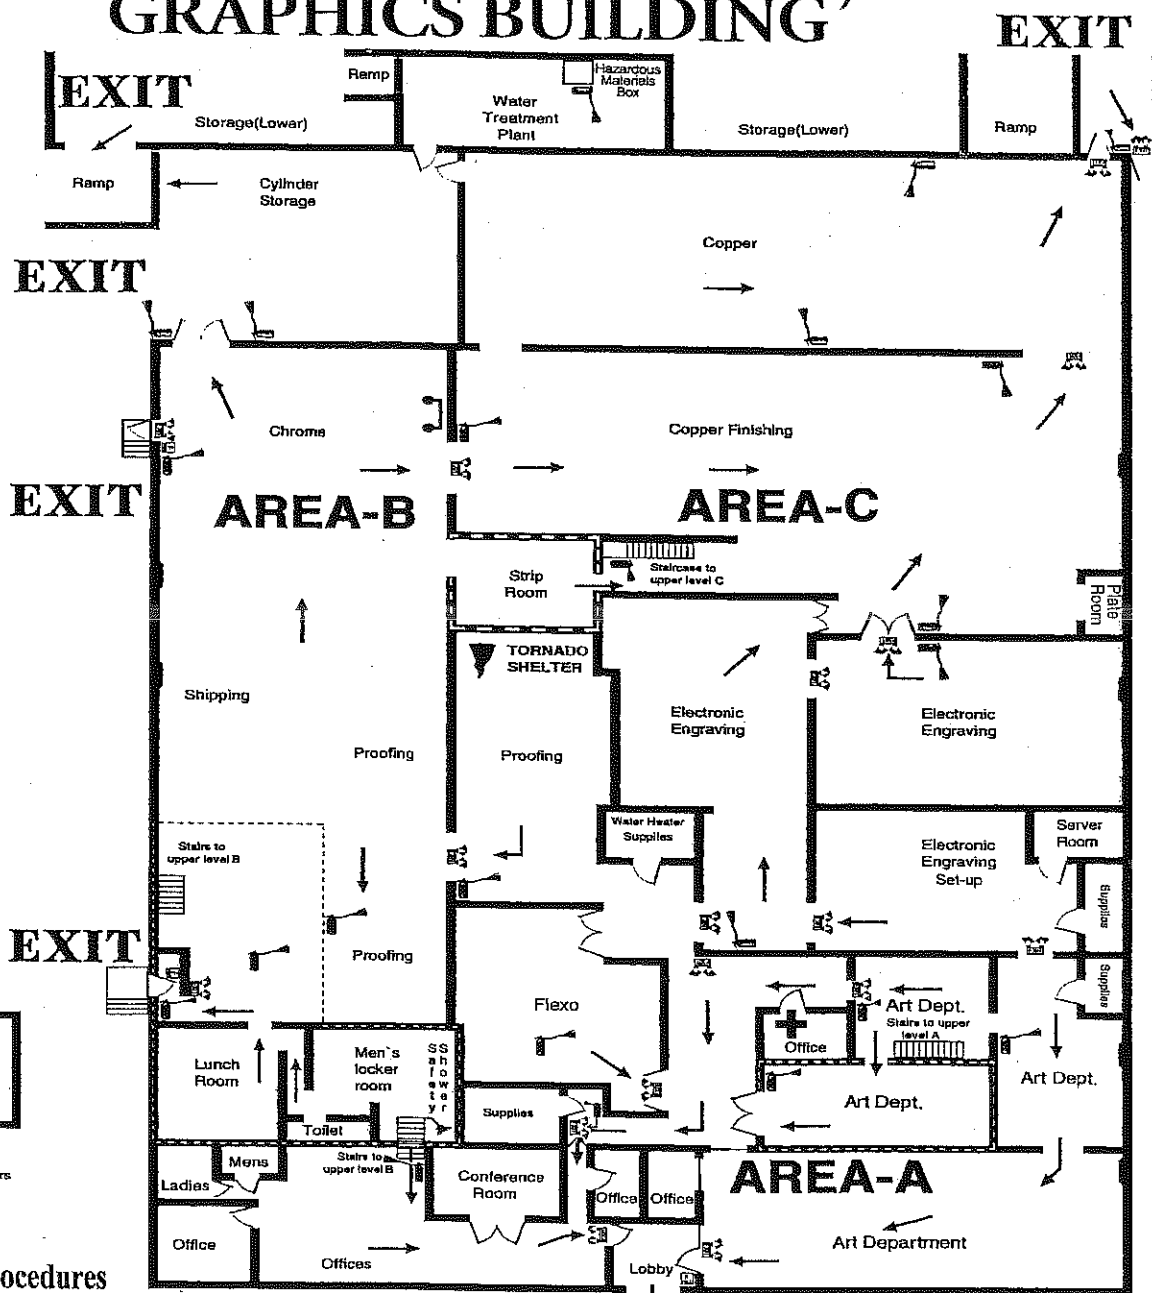 GRAPHICS BUILDING
EXIT
EXIT
Ramp
Hazardous
Materials
Box
Water
Treatment
Plant
Storage(Lower)
Storage(Lower)
Ramp
Ramp
Cylinder
Storage
Copper
EXIT
Chrome
Copper Finishing
EXIT
AREA-B
AREA-C
Strip
Room
Staircase to
upper level C
Plate
Room
TORNADO
SHELTER
Shipping
Proofing
Proofing
Electronic
Engraving
Electronic
Engraving
Stairs to
upper level B
Water Heater
Supplies
Electronic
Engraving
Set-up
Server
Room
Supplies
EXIT
Proofing
Flexo
Art Dept.
Stairs to upper
level A
Supplies
Office
Lunch
Room
Men`s
locker
room
Safety
Shower
Art Dept.
Art Dept.
Supplies
Toilet
Stairs to
upper level B
Mens
Ladies
Conference
Room
Office
Office
AREA-A
rs
Office
Offices
Lobby
Art Department
ocedures